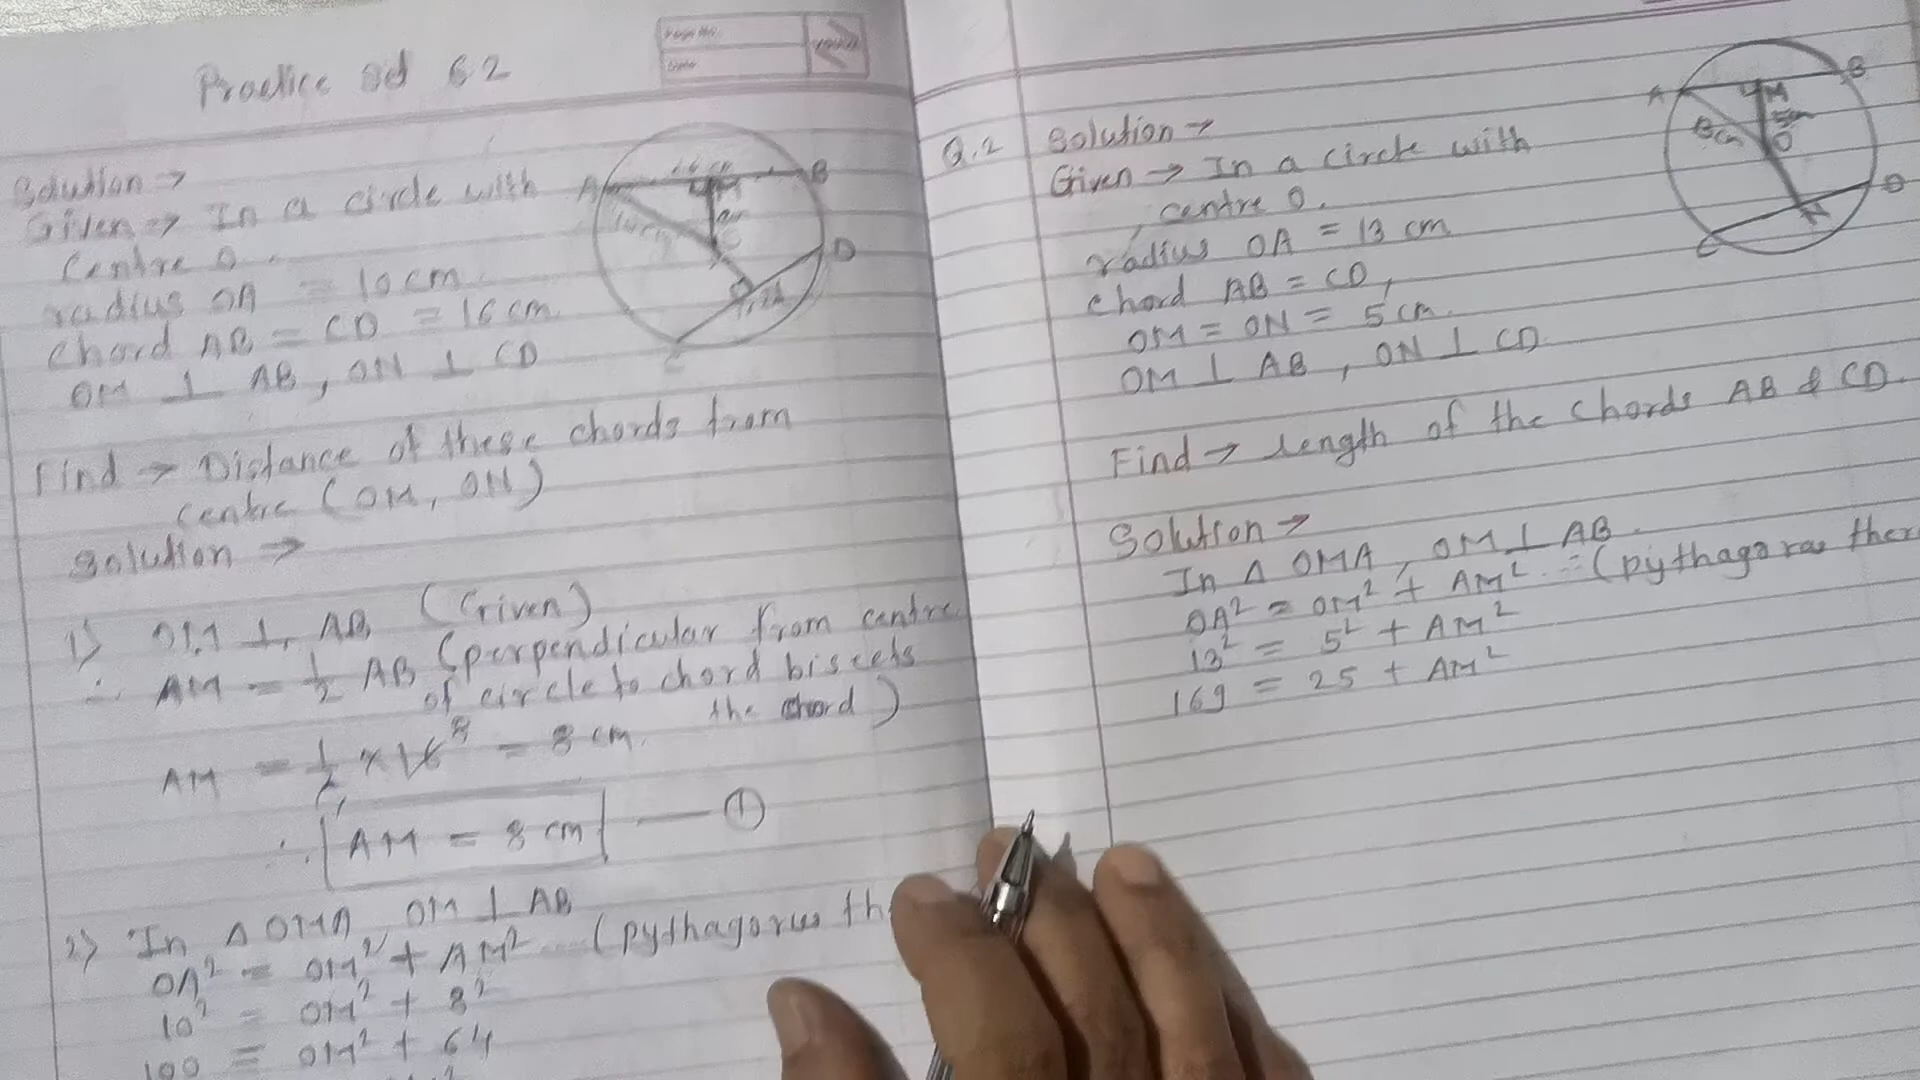 Practice Set 6.2
Solution →
Given → In a circle with
centre O.
radius OA = 10 cm.
chord AB = CD = 16 cm
OM ⊥ AB, ON ⊥ CD
Find → Distance of these chords from
centre (OM, ON)
Solution →
1) OM ⊥ AB (Given)
∴ AM = 1/2 AB (perpendicular from centre
of circle to chord bisects
the chord)
AM = 1/2 × 16 8 = 8 cm.
∴ AM = 8 cm — ①
2) In Δ OMA, OM ⊥ AB
OA² = OM² + AM² (pythagorus th
10² = OM² + 8²
100 = OM² + 64
A
B
M
D
C
Q.2 Solution →
Given → In a circle with
centre O.
radius OA = 13 cm
chord AB = CD,
OM = ON = 5 cm.
OM ⊥ AB, ON ⊥ CD.
Find → length of the chords AB & CD.
Solution →
In Δ OMA, OM ⊥ AB.
OA² = OM² + AM² (pythagoras ther
13² = 5² + AM²
169 = 25 + AM²
A
B
M
5cm
O
N
D
C